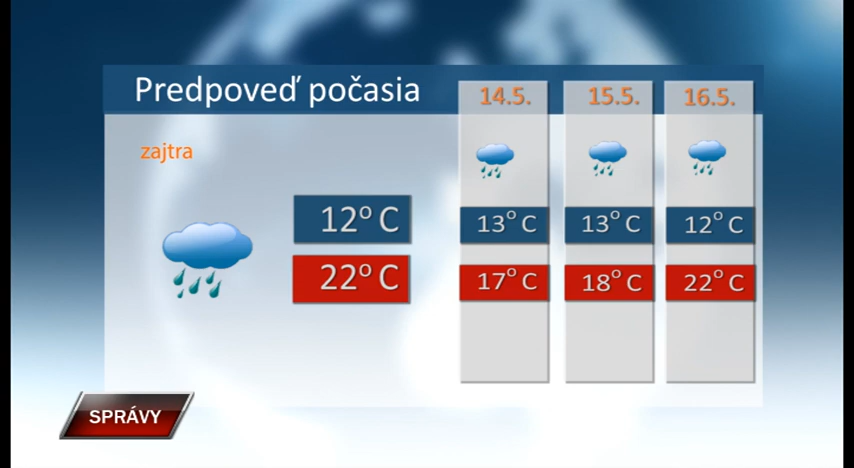 Predpoveď počasia
14.5. 15.5. 16.5.
zajtra
12° C
22° C
13° C 13° C 12° C
17° C 18° C 22° C
SPRÁVY